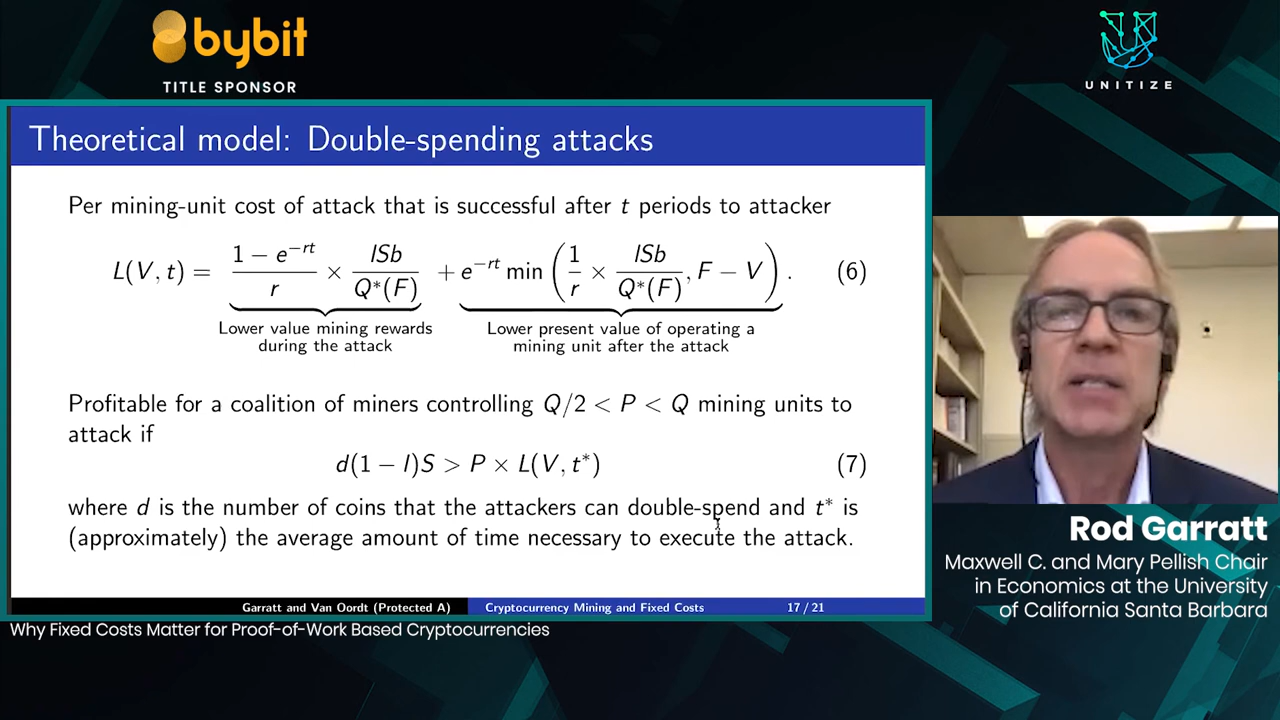 bybit
TITLE SPONSOR
UNITIZE
Theoretical model: Double-spending attacks
Per mining-unit cost of attack that is successful after t periods to attacker
L(V, t) = \frac{1 − e^{−rt}}{r} × \frac{lSb}{Q*(F)} + e^{−rt} min ( \frac{1}{r} × \frac{lSb}{Q*(F)}, F − V ) . (6)
Lower value mining rewards
during the attack
Lower present value of operating a
mining unit after the attack
Profitable for a coalition of miners controlling Q/2 < P < Q mining units to
attack if
d(1 − l)S > P × L(V, t*) (7)
where d is the number of coins that the attackers can double-spend and t* is
(approximately) the average amount of time necessary to execute the attack.
Garratt and Van Oordt (Protected A) Cryptocurrency Mining and Fixed Costs 17 / 21
Why Fixed Costs Matter for Proof-of-Work Based Cryptocurrencies
Rod Garratt
Maxwell C. and Mary Pellish Chair
in Economics at the University
of California Santa Barbara